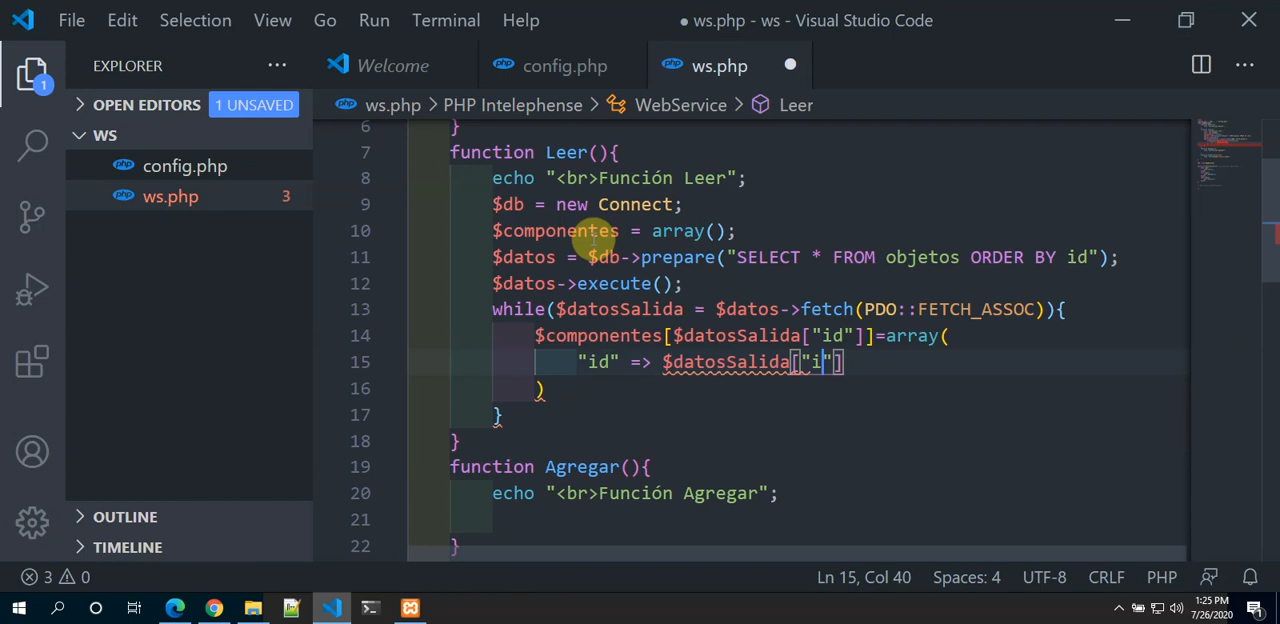 File Edit Selection View Go Run Terminal Help ● ws.php - ws - Visual Studio Code
EXPLORER ... Welcome config.php ws.php ...
1
OPEN EDITORS 1 UNSAVED ws.php > PHP Intelephense > WebService > Leer
WS
config.php
ws.php 3
6 }
7 function Leer(){
8 echo "<br>Función Leer";
9 $db = new Connect;
10 $componentes = array();
11 $datos = $db->prepare("SELECT * FROM objetos ORDER BY id");
12 $datos->execute();
13 while($datosSalida = $datos->fetch(PDO::FETCH_ASSOC)){
14 $componentes[$datosSalida["id"]]=array(
15 "id" => $datosSalida["i"]
16 )
17 }
18 }
19 function Agregar(){
20 echo "<br>Función Agregar";
21
22 }
OUTLINE
TIMELINE
3 0 Ln 15, Col 40 Spaces: 4 UTF-8 CRLF PHP
1:25 PM
7/26/2020
1